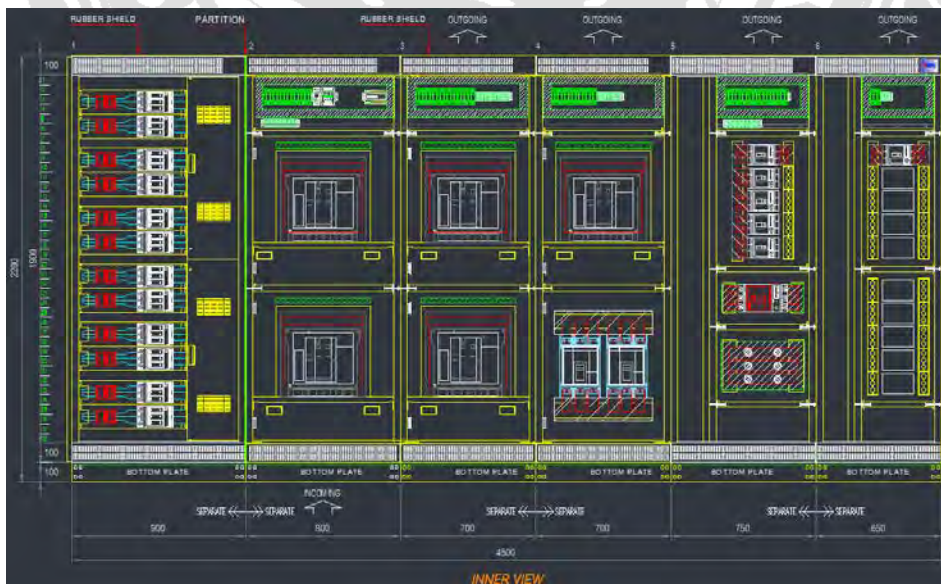 RUBBER SHIELD
PARTITION
RUBBER SHIELD
OUTGOING
OUTGOING
OUTGOING
OUTGOING
1
2
3
4
5
6
100
2200
1900
100
100
BOTTOM PLATE
BOTTOM PLATE
BOTTOM PLATE
BOTTOM PLATE
BOTTOM PLATE
BOTTOM PLATE
INCOMING
SEPARATE
SEPARATE
SEPARATE
SEPARATE
SEPARATE
SEPARATE
900
800
700
700
750
650
4500
INNER VIEW